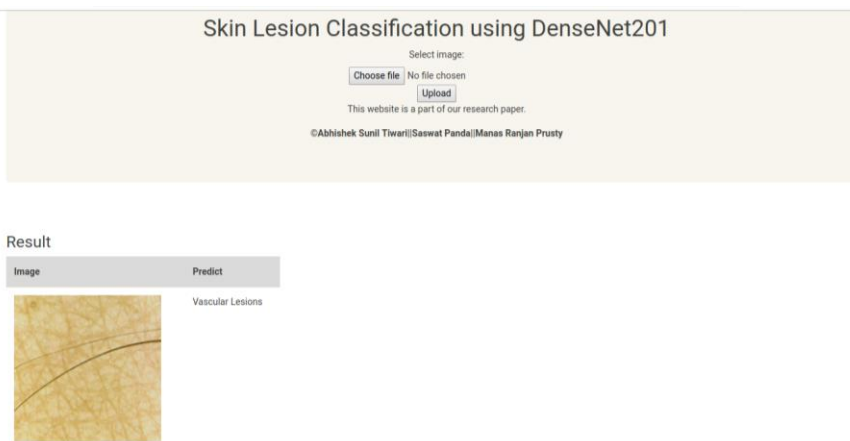 Skin Lesion Classification using DenseNet201
Select image:
Choose file No file chosen
Upload
This website is a part of our research paper.
©Abhishek Sunil Tiwari||Saswat Panda||Manas Ranjan Prusty
Result
Image Predict
Vascular Lesions